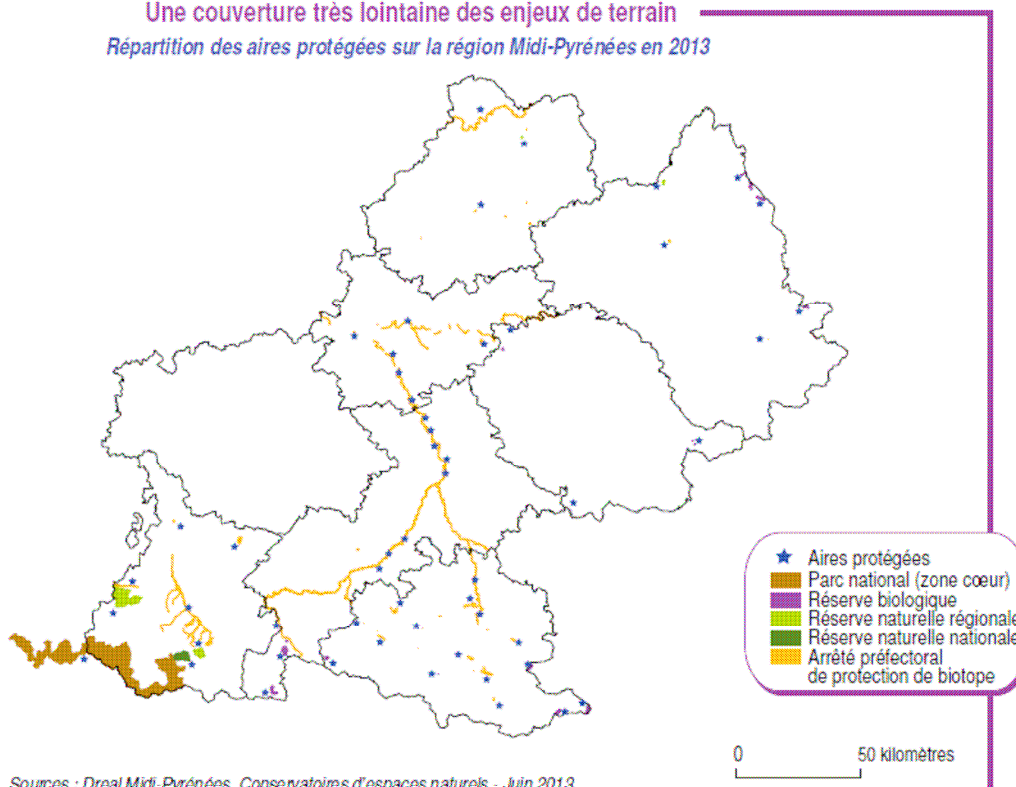 Une couverture très lointaine des enjeux de terrain
Répartition des aires protégées sur la région Midi-Pyrénées en 2013
Aires protégées
Parc national (zone cœur)
Réserve biologique
Réserve naturelle régionale
Réserve naturelle nationale
Arrêté préfectoral
de protection de biotope
0 50 kilomètres
Sources : Dreal Midi-Pyrénées, Conservatoires d'espaces naturels - Juin 2013